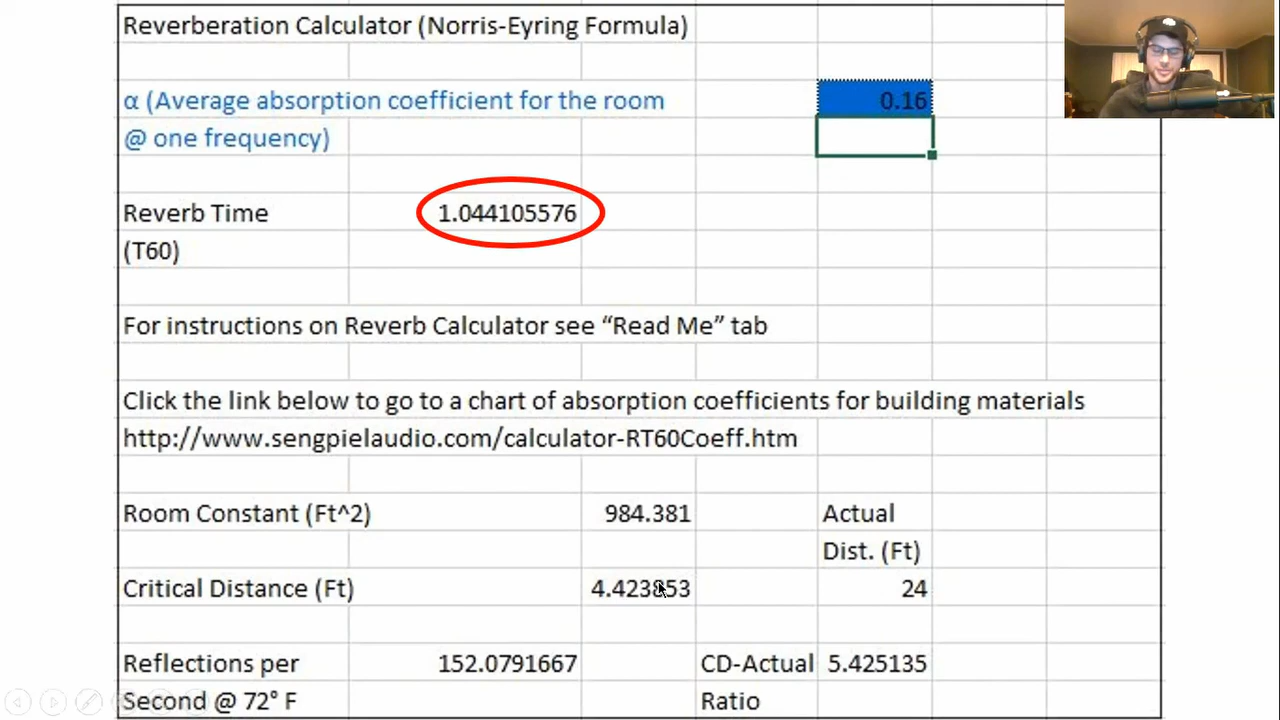 Reverberation Calculator (Norris-Eyring Formula)
α (Average absorption coefficient for the room 0.16
@ one frequency)
Reverb Time 1.044105576
(T60)
For instructions on Reverb Calculator see “Read Me” tab
Click the link below to go to a chart of absorption coefficients for building materials
http://www.sengpielaudio.com/calculator-RT60Coeff.htm
Room Constant (Ft^2) 984.381 Actual
Dist. (Ft)
Critical Distance (Ft) 4.423853 24
Reflections per 152.0791667 CD-Actual 5.425135
Second @ 72° F Ratio